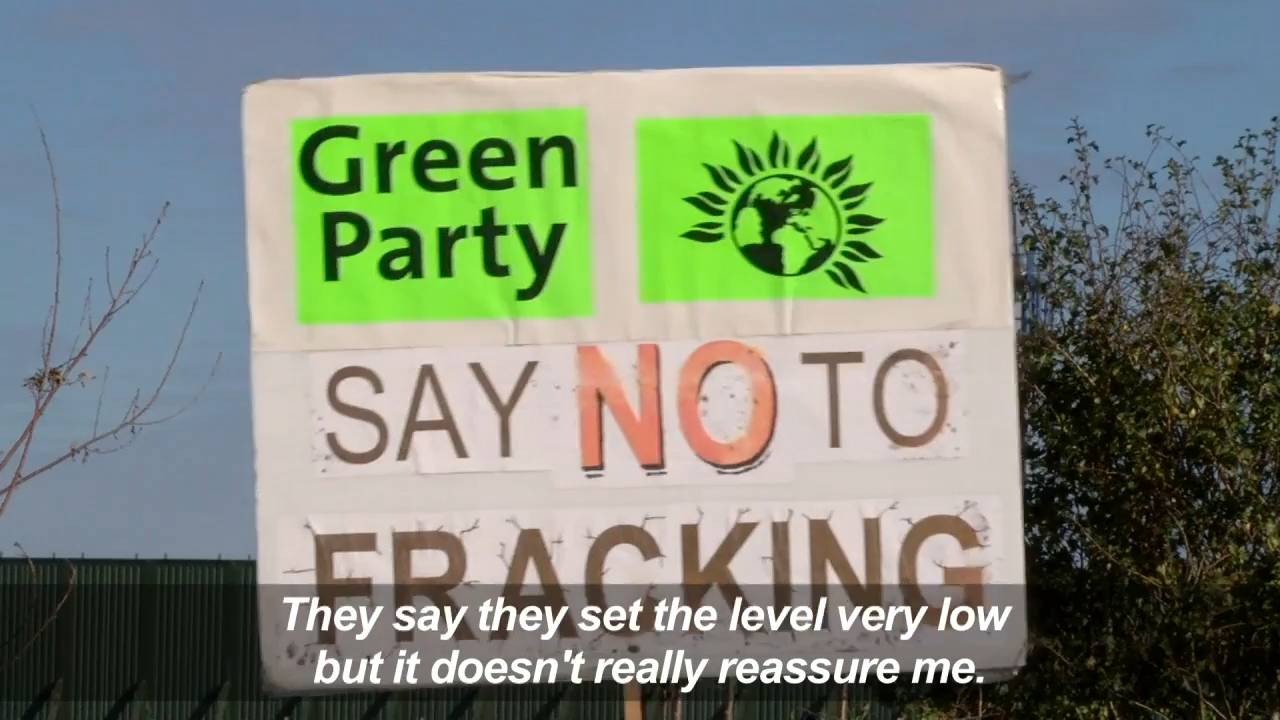 Green
Party
SAY NO TO
FRACKING
They say they set the level very low
but it doesn't really reassure me.